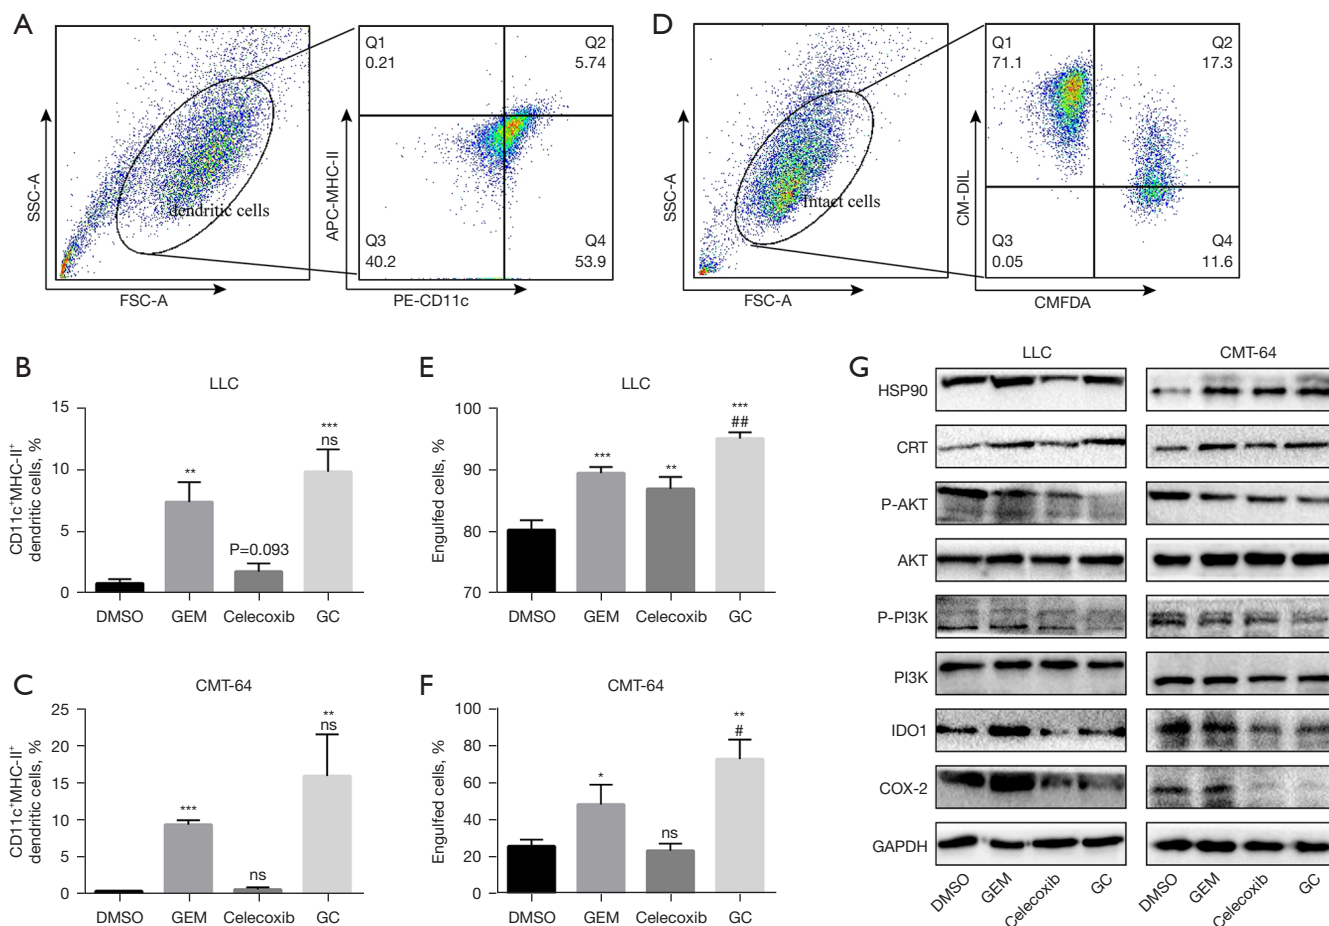 A
SSC-A
FSC-A
dendritic cells
Q1
0.21
Q2
5.74
Q3
40.2
Q4
53.9
APC-MHC-II
PE-CD11c
D
SSC-A
FSC-A
Intact cells
Q1
71.1
Q2
17.3
Q3
0.05
Q4
11.6
CM-DIL
CMFDA
B
LLC
CD11c⁺MHC-II⁺
dendritic cells, %
15
10
5
0
**
P=0.093
***
ns
DMSO
GEM
Celecoxib
GC
E
LLC
Engulfed cells, %
100
90
80
70
***
**
***
##
DMSO
GEM
Celecoxib
GC
C
CMT-64
CD11c⁺MHC-II⁺
dendritic cells, %
25
20
15
10
5
0
***
ns
**
ns
DMSO
GEM
Celecoxib
GC
F
CMT-64
Engulfed cells, %
100
80
60
40
20
0
*
ns
**
#
DMSO
GEM
Celecoxib
GC
G
LLC
CMT-64
HSP90
CRT
P-AKT
AKT
P-PI3K
PI3K
IDO1
COX-2
GAPDH
DMSO
GEM
Celecoxib
GC
DMSO
GEM
Celecoxib
GC